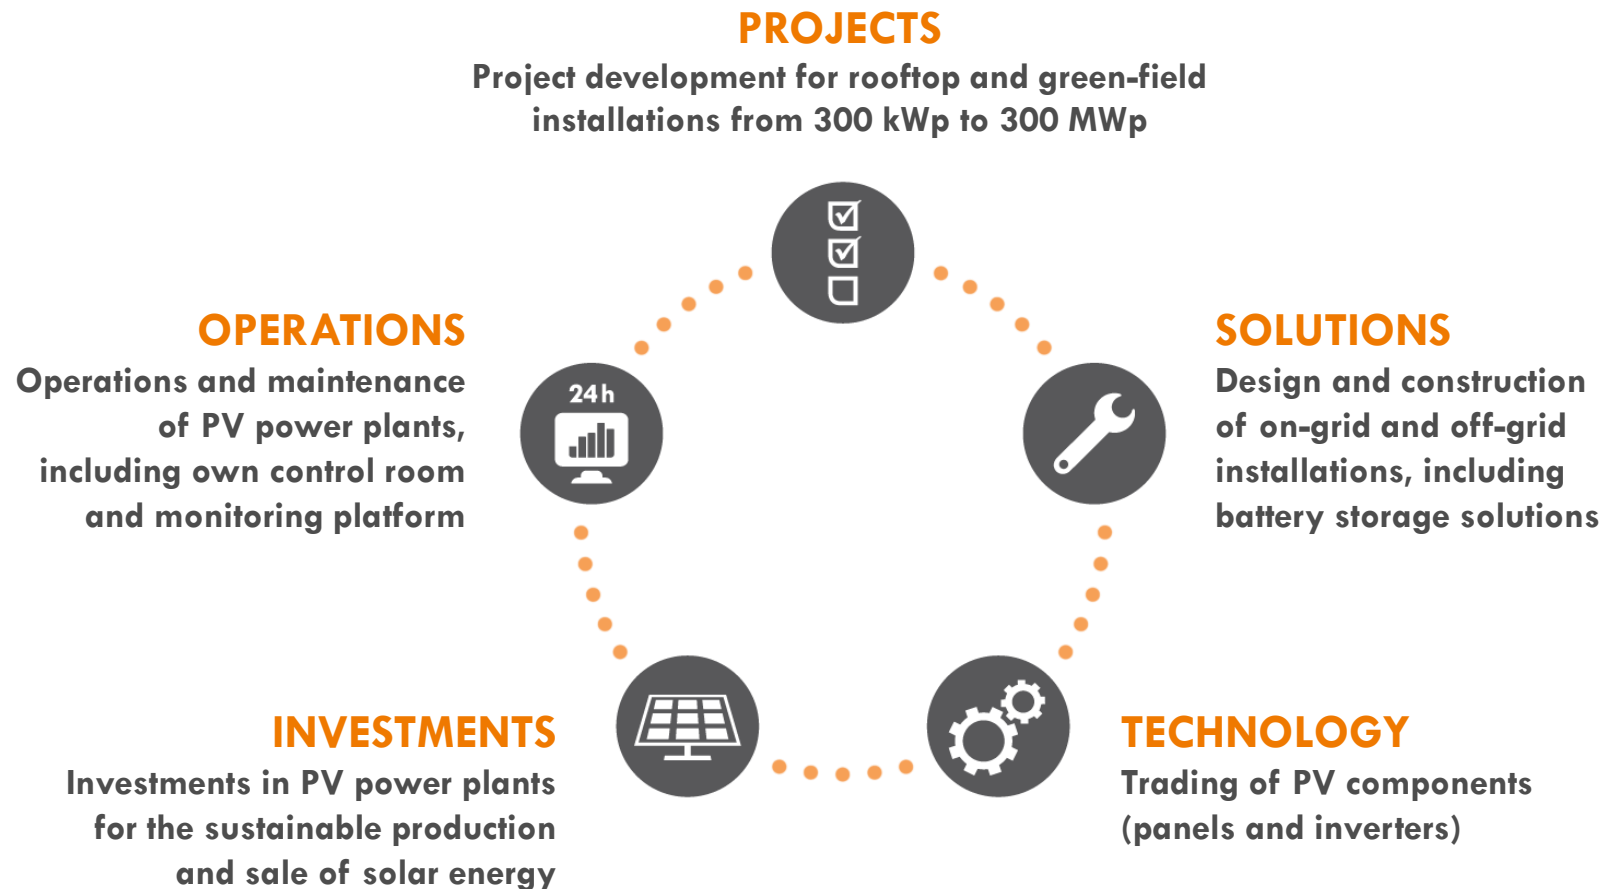 PROJECTS
Project development for rooftop and green-field
installations from 300 kWp to 300 MWp
OPERATIONS
Operations and maintenance
of PV power plants,
including own control room
and monitoring platform
24h
SOLUTIONS
Design and construction
of on-grid and off-grid
installations, including
battery storage solutions
INVESTMENTS
Investments in PV power plants
for the sustainable production
and sale of solar energy
TECHNOLOGY
Trading of PV components
(panels and inverters)